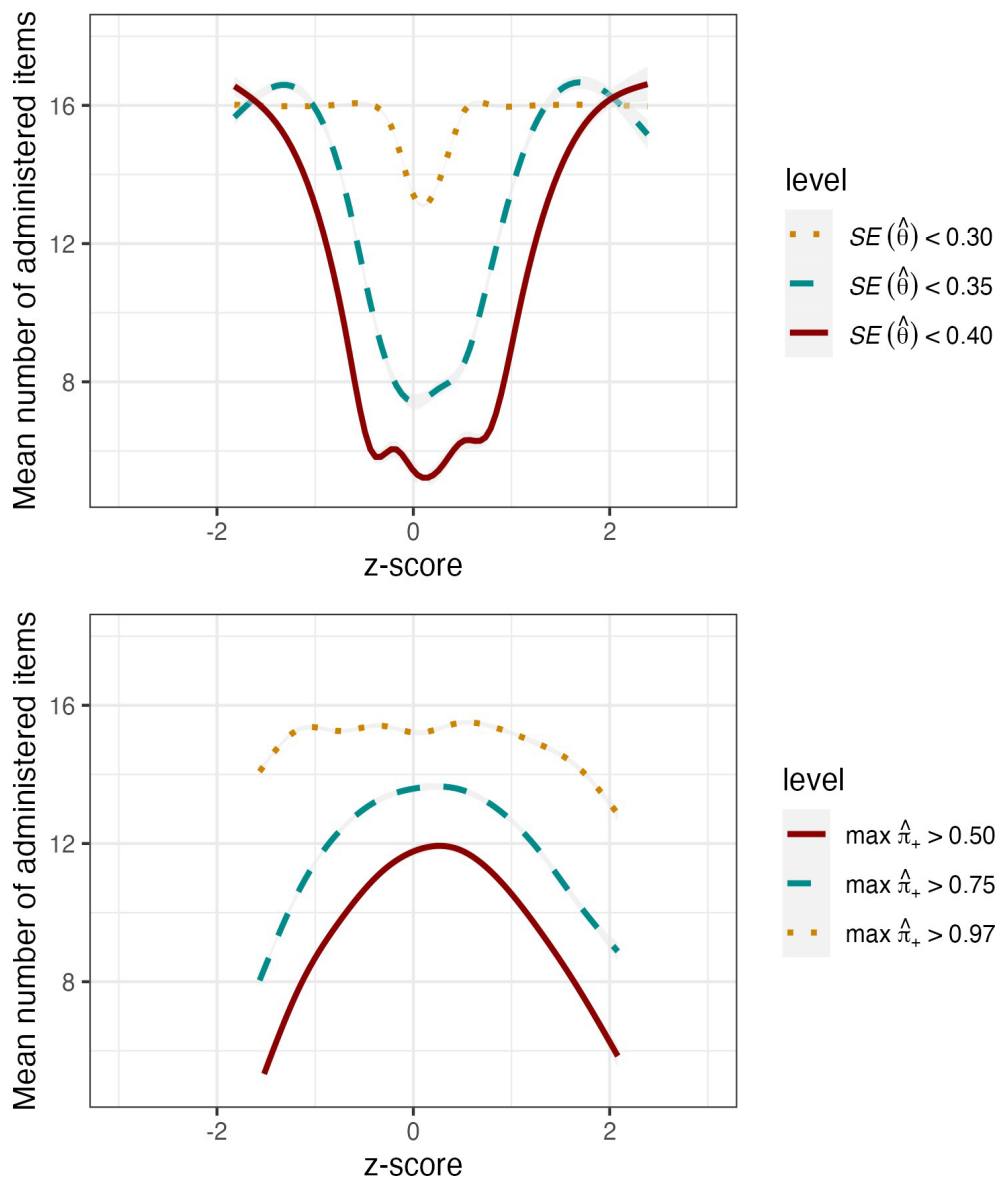 Mean number of administered items
16
12
8
-2 0 2
z-score
level
SE (θ̂) < 0.30
SE (θ̂) < 0.35
SE (θ̂) < 0.40
Mean number of administered items
16
12
8
-2 0 2
z-score
level
max π̂₊ > 0.50
max π̂₊ > 0.75
max π̂₊ > 0.97